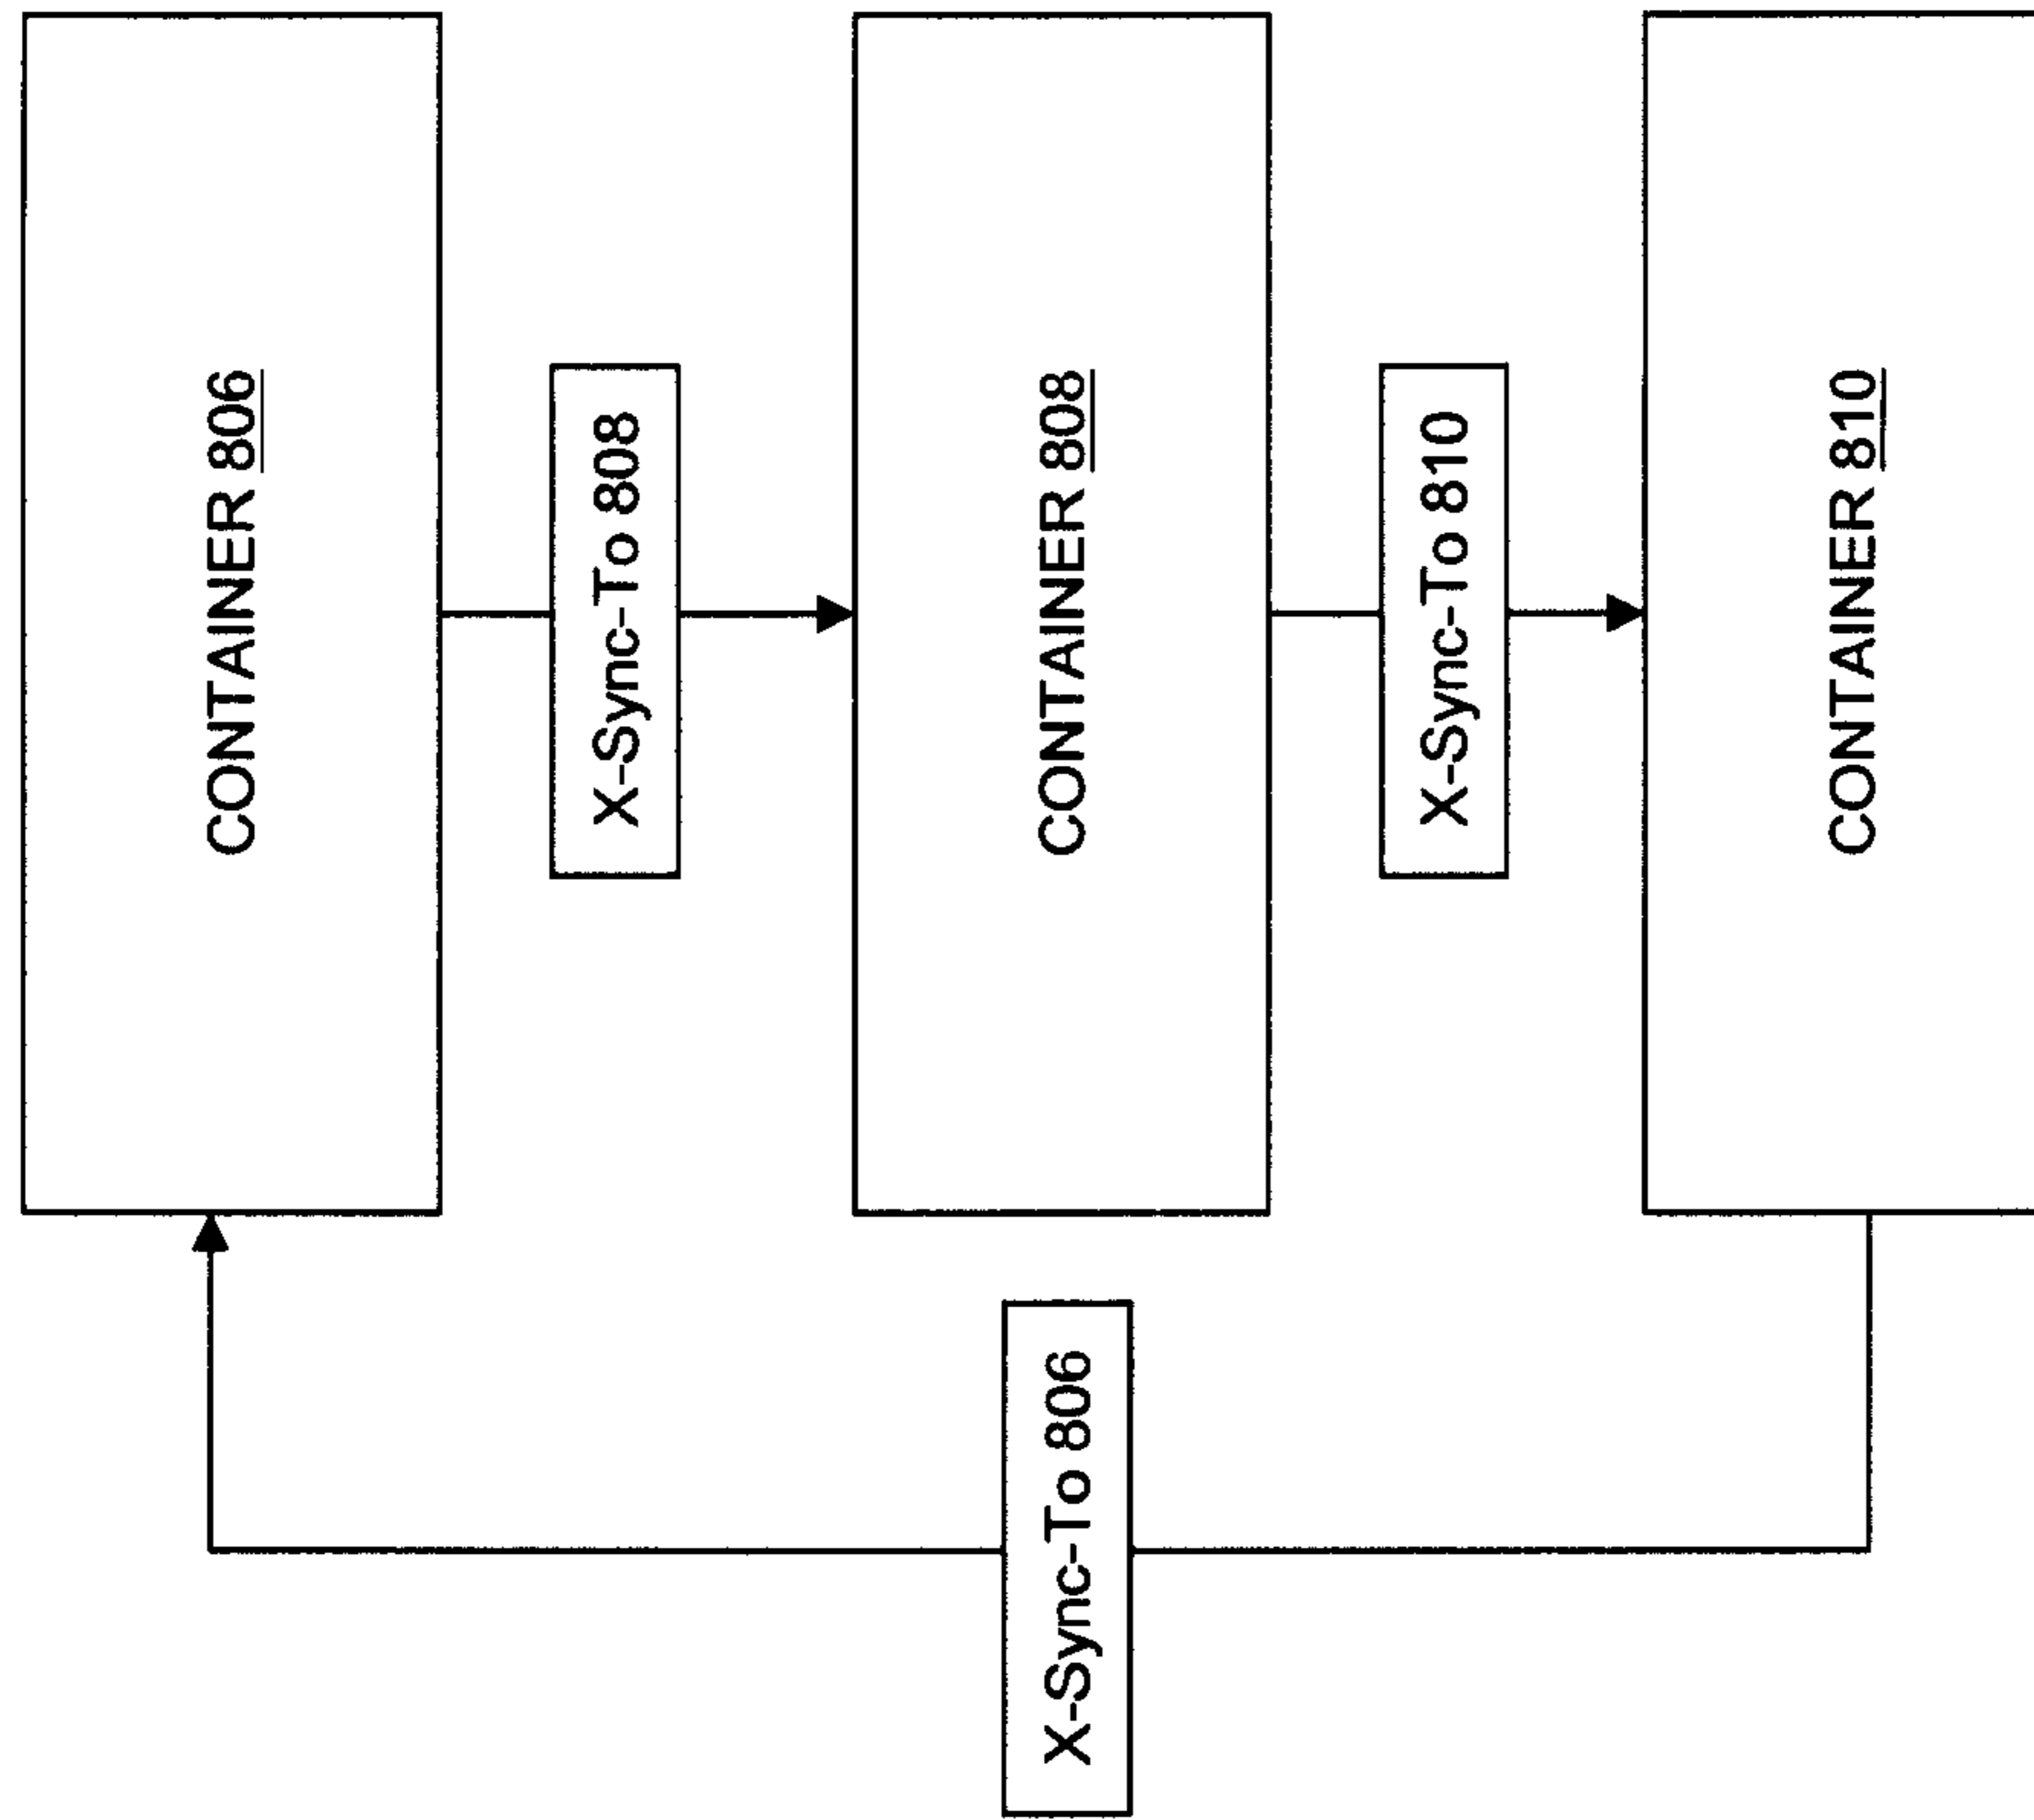 CONTAINER 806
X-Sync-To 808
CONTAINER 808
X-Sync-To 810
CONTAINER 810
X-Sync-To 806